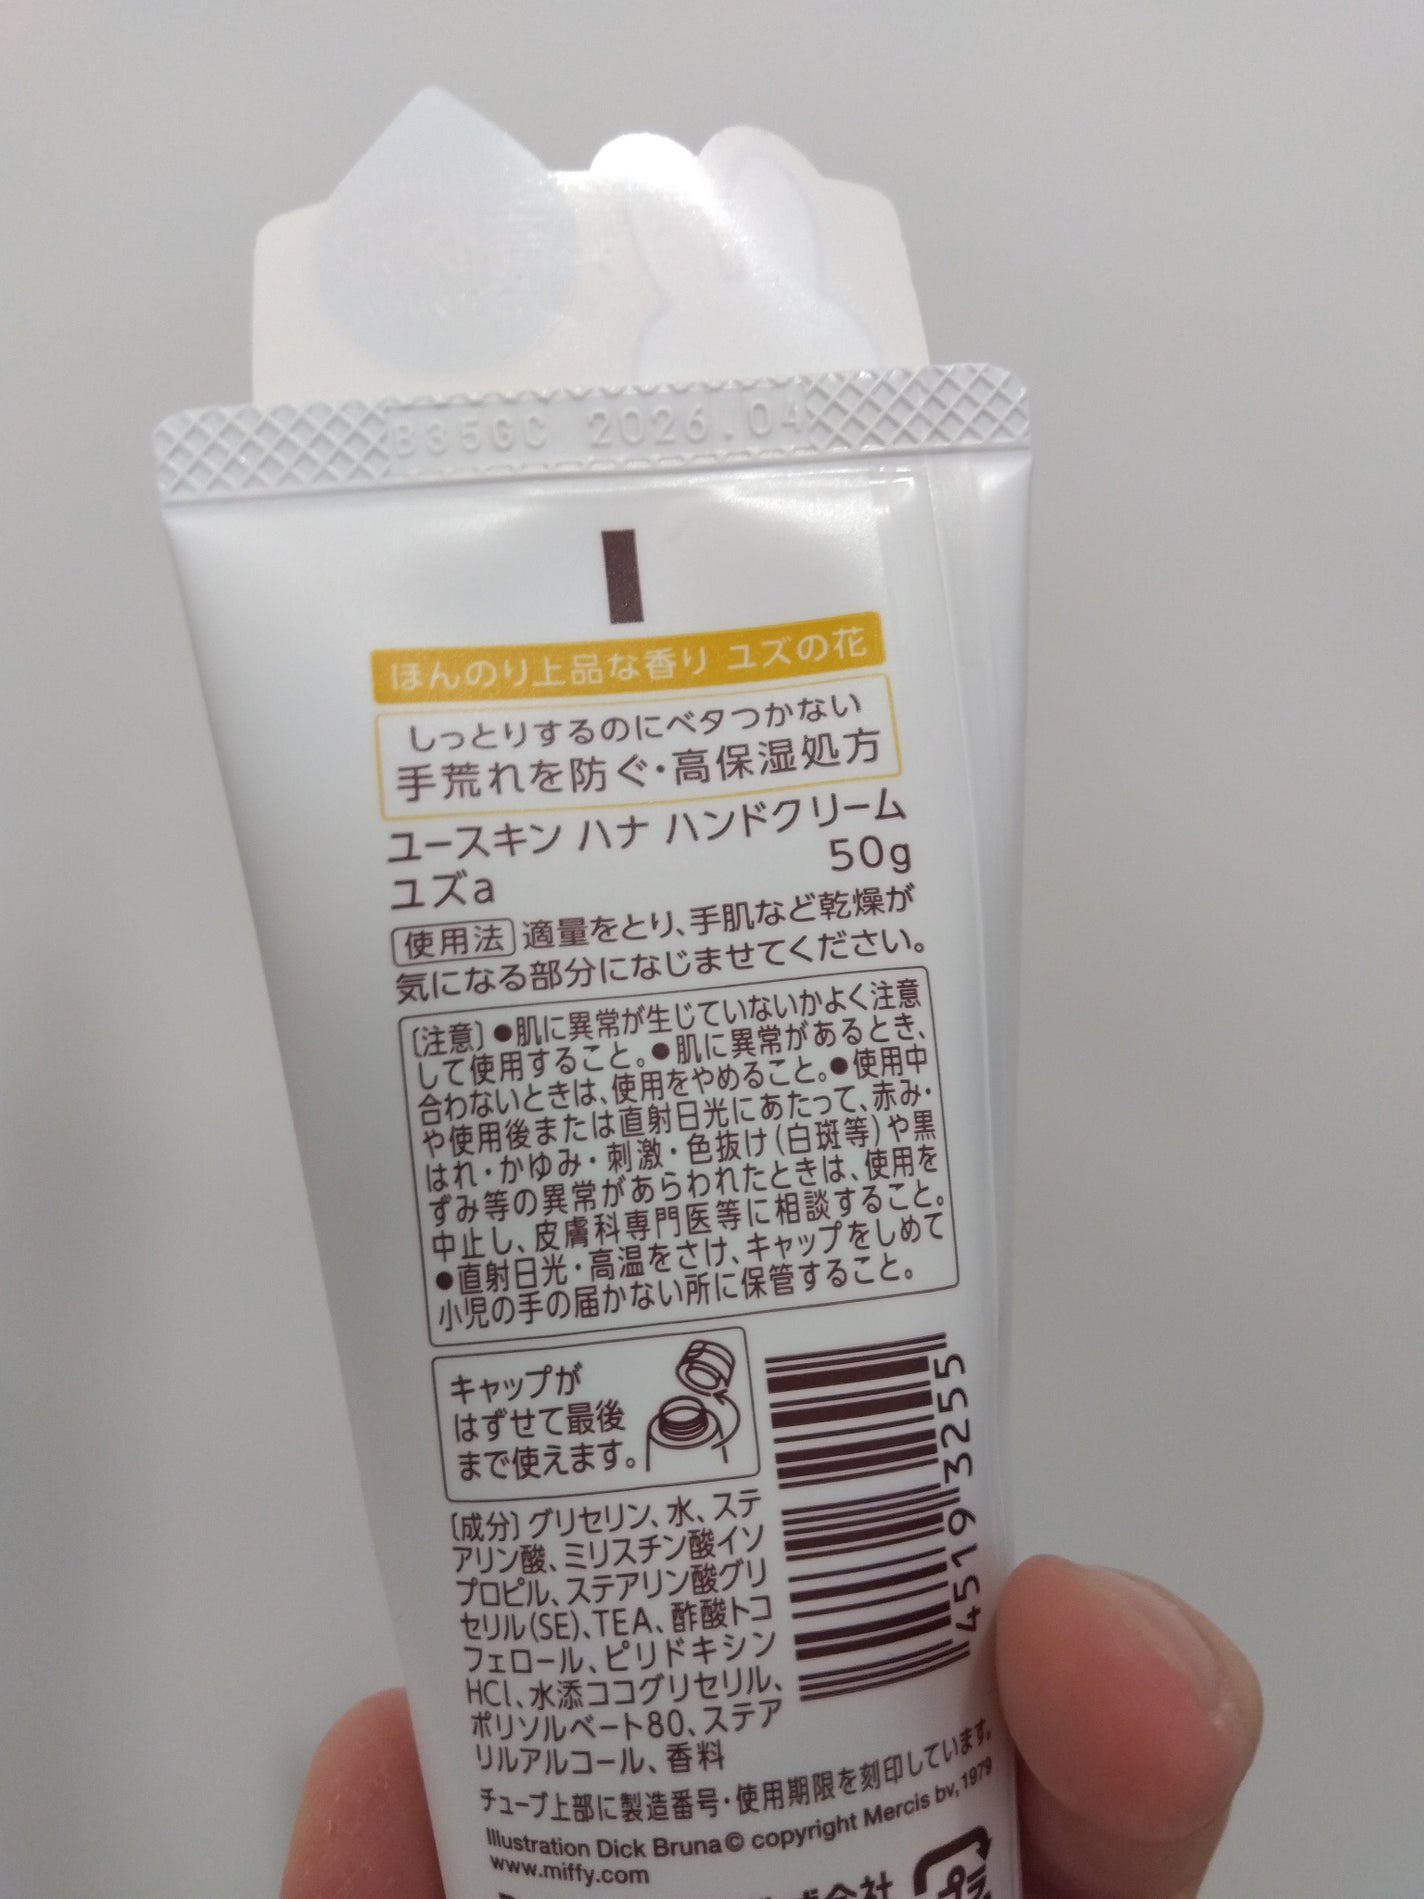 B35GC 2026.04
ほんのり上品な香り ユズの花
しっとりするのにベタつかない
手荒れを防ぐ・高保湿処方
ユースキン ハナ ハンドクリーム
ユズa 50g
使用法 適量をとり、手肌など乾燥が
気になる部分になじませてください。
〔注意〕●肌に異常が生じていないかよく注意
して使用すること。●肌に異常があるとき、
合わないときは、使用をやめること。●使用中
や使用後または直射日光にあたって、赤み・
はれ・かゆみ・刺激・色抜け(白斑等)や黒
ずみ等の異常があらわれたときは、使用を
中止し、皮膚科専門医等に相談すること。
●直射日光・高温をさけ、キャップをしめて
小児の手の届かない所に保管すること。
キャップが
はずせて最後
まで使えます。
〔成分〕グリセリン、水、ステ
アリン酸、ミリスチン酸イソ
プロピル、ステアリン酸グリ
セリル(SE)、TEA、酢酸トコ
フェロール、ピリドキシン
HCl、水添ココグリセリル、
ポリソルベート80、ステア
リルアルコール、香料
4519 3255
チューブ上部に製造番号・使用期限を刻印しています。
Illustration Dick Bruna © copyright Mercis bv, 1979
www.miffy.com